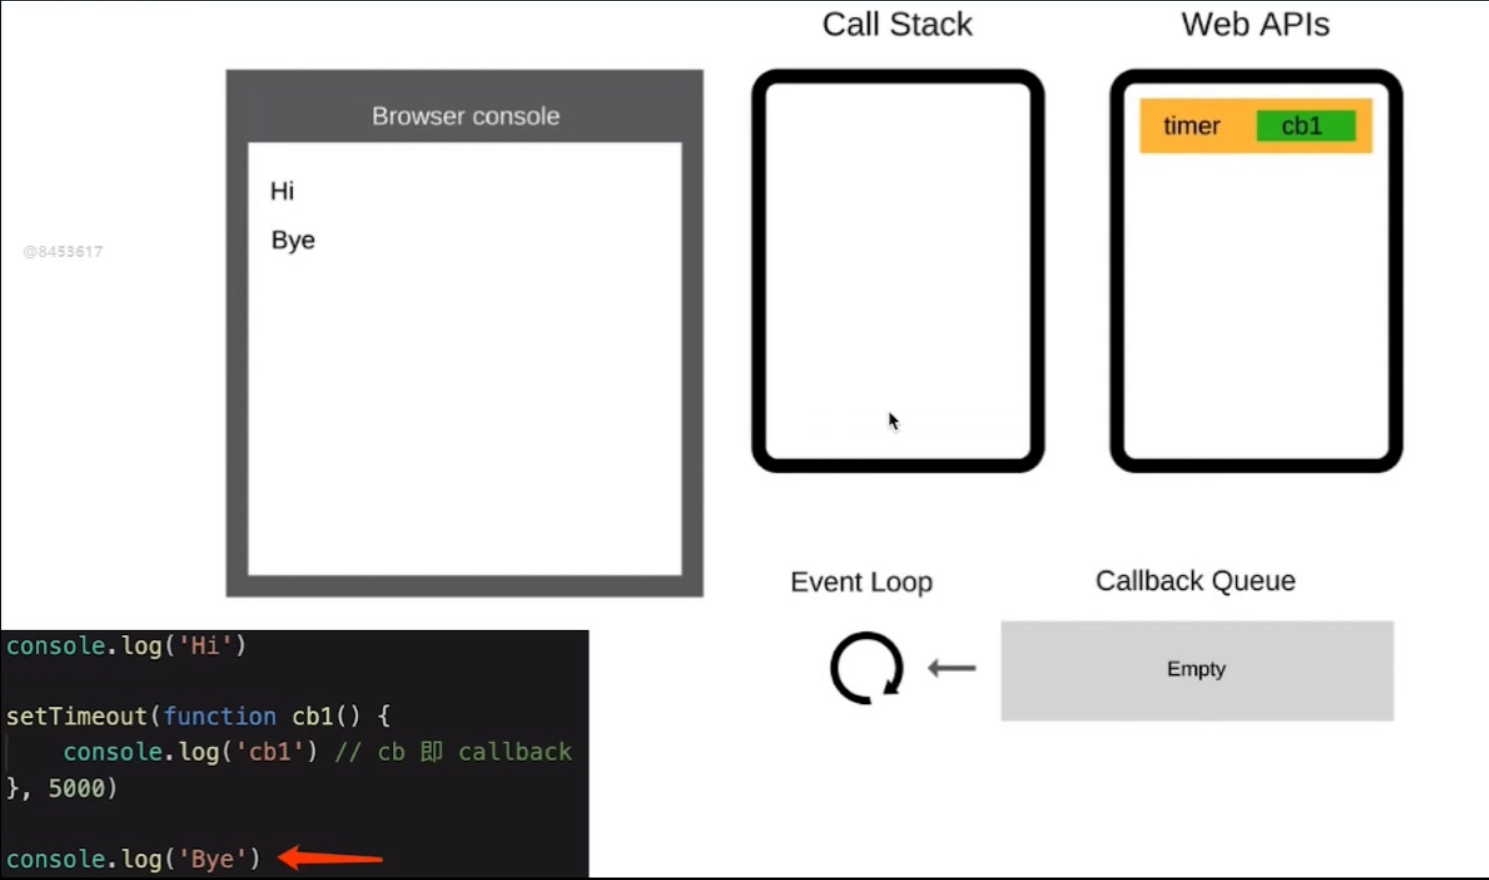 Call Stack
Web APIs
Browser console
timer
cb1
Hi
Bye
@8453617
Event Loop
Callback Queue
Empty
console.log('Hi')
setTimeout(function cb1() {
    console.log('cb1') // cb 即 callback
}, 5000)
console.log('Bye')